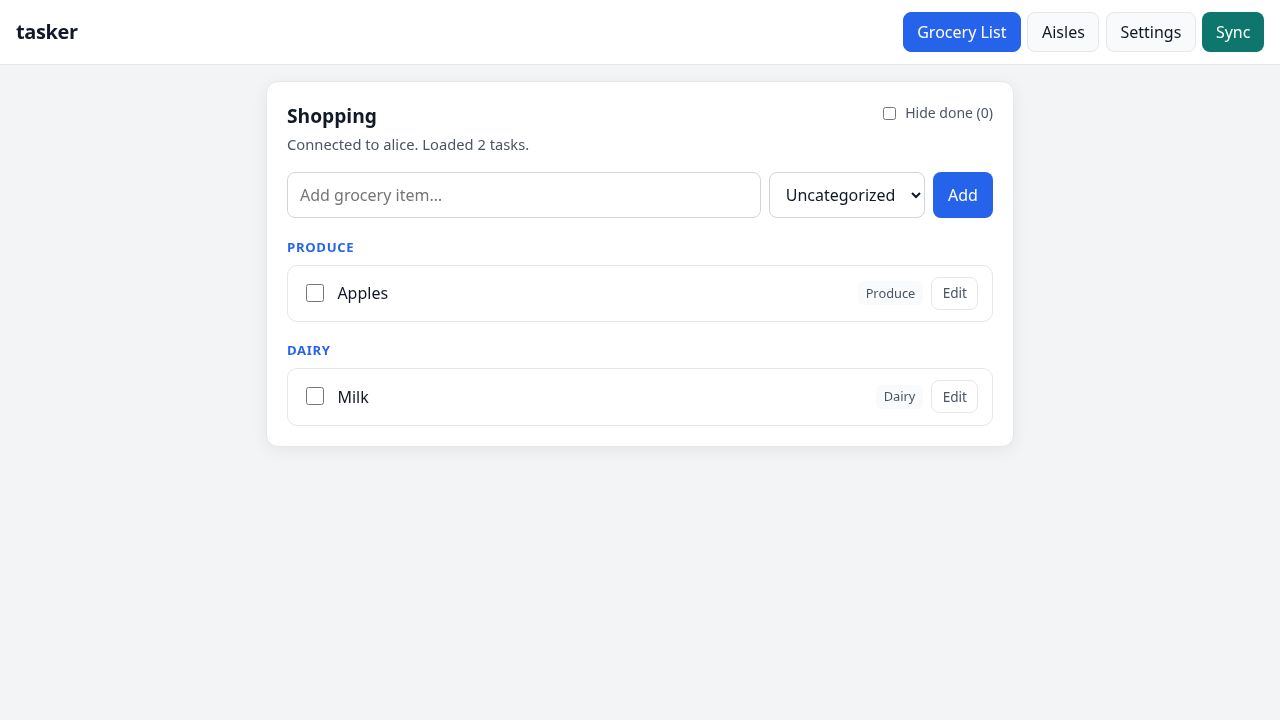 tasker
Grocery List
Aisles
Settings
Sync
Shopping
Hide done (0)
Connected to alice. Loaded 2 tasks.
Add grocery item...
Uncategorized
Add
PRODUCE
Apples
Produce
Edit
DAIRY
Milk
Dairy
Edit